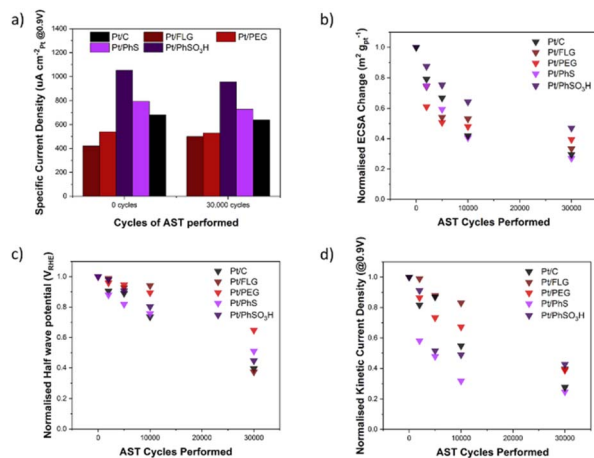 a)
Pt/C Pt/FLG Pt/PEG
Pt/PhS Pt/PhSO₃H
1400
1200
1000
800
600
400
200
0
Specific Current Density (uA cm⁻²Pt @0.9V)
0 cycles 30,000 cycles
Cycles of AST performed
b)
Pt/C
Pt/FLG
Pt/PEG
Pt/PhS
Pt/PhSO₃H
1.0
0.8
0.6
0.4
0.2
0.0
Normalised ECSA Change (m² gpt⁻¹)
0 10000 20000 30000
AST Cycles Performed
c)
Pt/C
Pt/FLG
Pt/PEG
Pt/PhS
Pt/PhSO₃H
1.0
0.8
0.6
0.4
0.2
0.0
Normalised Half wave potential (VRHE)
0 10000 20000 30000
AST Cycles Performed
d)
Pt/C
Pt/FLG
Pt/PEG
Pt/PhS
Pt/PhSO₃H
1.0
0.8
0.6
0.4
0.2
0.0
Normalised Kinetic Current Density (@0.9V)
0 10000 20000 30000
AST Cycles Performed